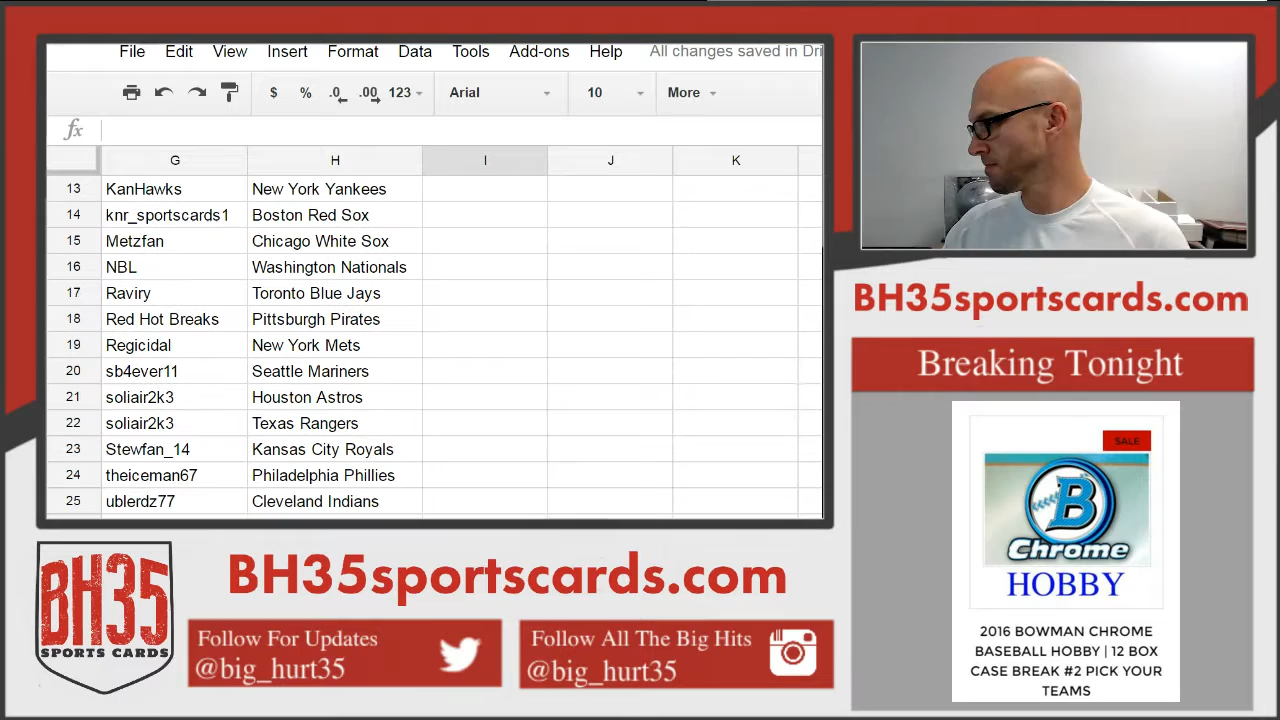 File Edit View Insert Format Data Tools Add-ons Help All changes saved in Dri
$ % .0 .00 123 Arial 10 More
fx
G H I J K
13 KanHawks New York Yankees
14 knr_sportscards1 Boston Red Sox
15 Metzfan Chicago White Sox
16 NBL Washington Nationals
17 Raviry Toronto Blue Jays
18 Red Hot Breaks Pittsburgh Pirates
19 Regicidal New York Mets
20 sb4ever11 Seattle Mariners
21 soliair2k3 Houston Astros
22 soliair2k3 Texas Rangers
23 Stewfan_14 Kansas City Royals
24 theiceman67 Philadelphia Phillies
25 ublerdz77 Cleveland Indians
BH35sportscards.com
Breaking Tonight
SALE
B
Chrome
HOBBY
2016 BOWMAN CHROME
BASEBALL HOBBY | 12 BOX
CASE BREAK #2 PICK YOUR
TEAMS
BH35
SPORTS CARDS
BH35sportscards.com
Follow For Updates
@big_hurt35
Follow All The Big Hits
@big_hurt35